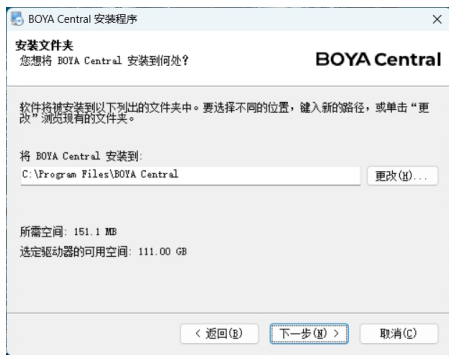 BOYA Central 安装程序
安装文件夹
您想将 BOYA Central 安装到何处?
BOYA Central
软件将被安装到以下列出的文件夹中。要选择不同的位置，键入新的路径，或单击“更
改”浏览现有的文件夹。
将 BOYA Central 安装到:
C:\Program Files\BOYA Central
更改(H)...
所需空间: 151.1 MB
选定驱动器的可用空间: 111.00 GB
< 返回(B)
下一步(N) >
取消(C)